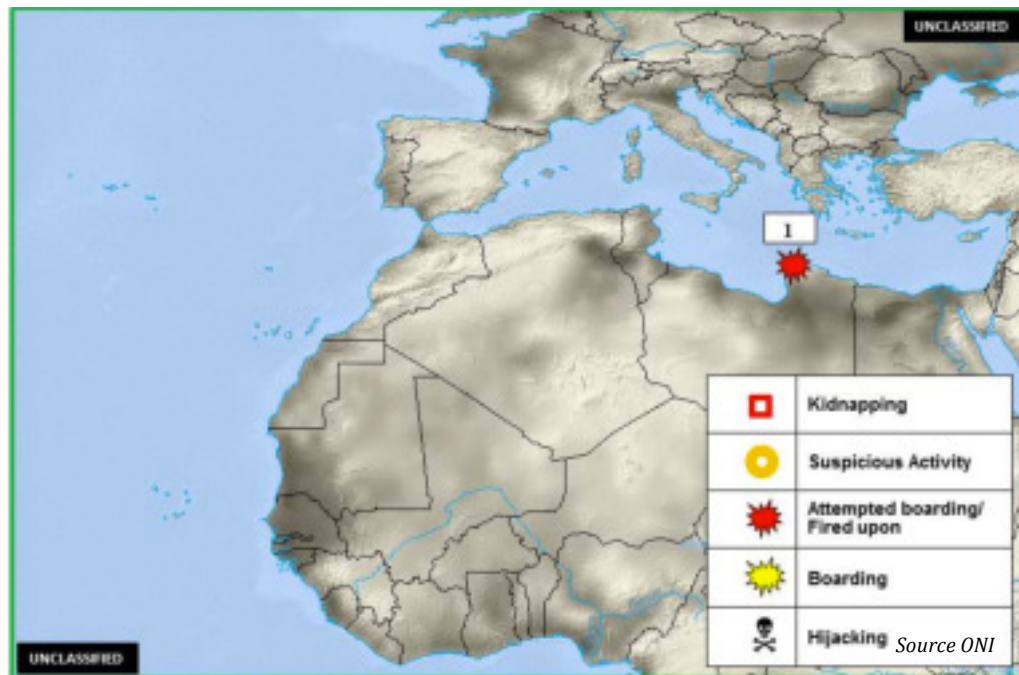 UNCLASSIFIED
1
Kidnapping
Suspicious Activity
Attempted boarding/
Fired upon
Boarding
Hijacking
Source ONI
UNCLASSIFIED